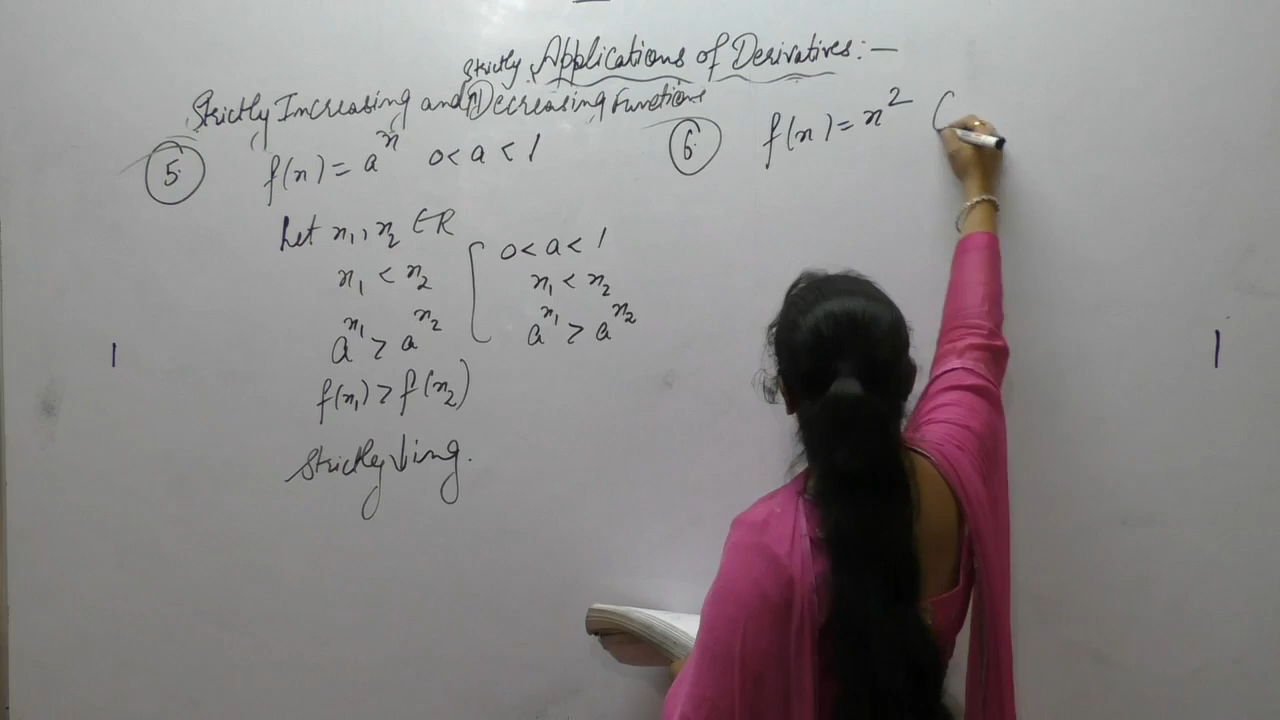 Applications of Derivatives:-
Strictly Increasing and Strictly Decreasing Functions
5. f(x) = a^x 0 < a < 1
Let x₁, x₂ ∈ R
x₁ < x₂
a^x₁ > a^x₂
f(x₁) > f(x₂)
Strictly ↓ing.
0 < a < 1
x₁ < x₂
a^x₁ > a^x₂
6. f(x) = x² (